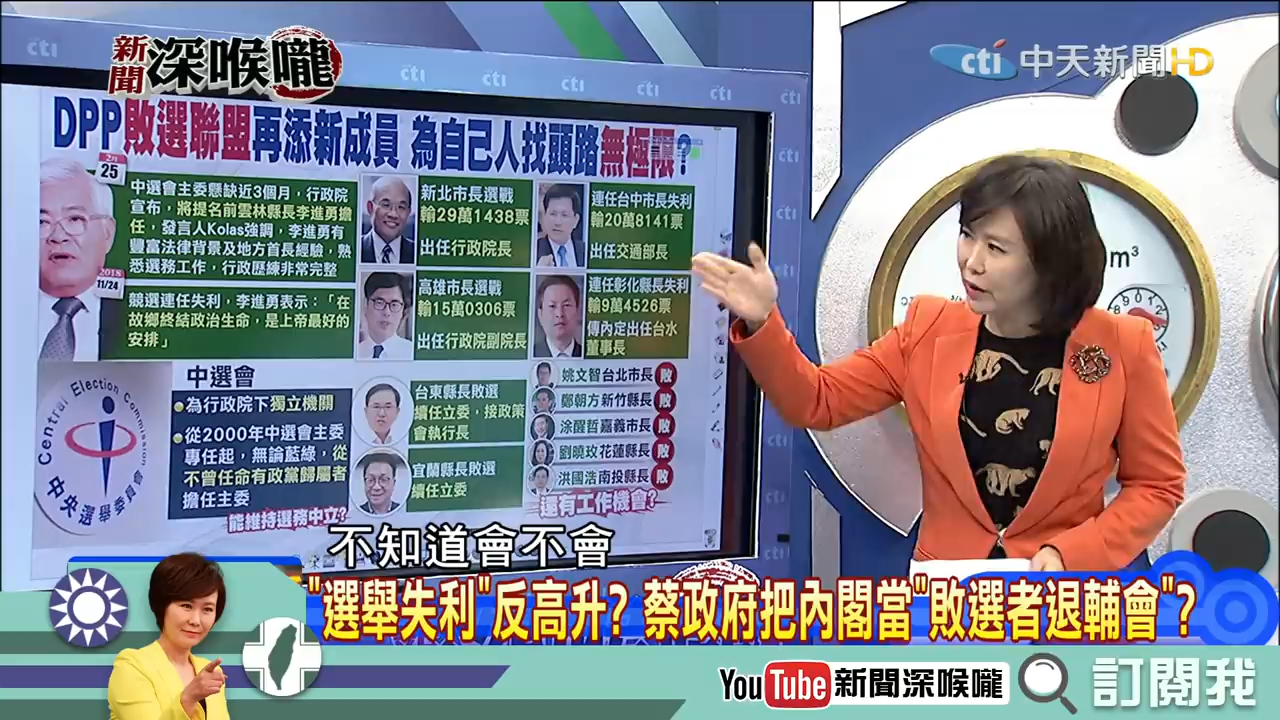 新聞深喉嚨
cti 中天新聞HD
DPP敗選聯盟再添新成員 為自己人找頭路無極限?
2月
25
中選會主委懸缺近3個月，行政院
宣布，將提名前雲林縣長李進勇擔
任，發言人Kolas強調，李進勇有
豐富法律背景及地方首長經驗，熟
悉選務工作，行政歷練非常完整
2018
11/24
競選連任失利，李進勇表示：「在
故鄉終結政治生命，是上帝最好的
安排」
新北市長選戰
輸29萬1438票
出任行政院長
連任台中市長失利
輸20萬8141票
出任交通部長
高雄市長選戰
輸15萬0306票
出任行政院副院長
連任彰化縣長失利
輸9萬4526票
傳內定出任台水
董事長
Central Election Commission
中央選舉委員會
中選會
為行政院下獨立機關
從2000年中選會主委
專任起，無論藍綠，從
不曾任命有政黨歸屬者
擔任主委
能維持選務中立?
台東縣長敗選
續任立委，接政策
會執行長
宜蘭縣長敗選
續任立委
姚文智台北市長敗
鄭朝方新竹縣長敗
涂醒哲嘉義市長敗
劉曉玫花蓮縣長敗
洪國浩南投縣長敗
還有工作機會?
m³
不知道會不會
"選舉失利"反高升? 蔡政府把內閣當"敗選者退輔會"?
YouTube 新聞深喉嚨 訂閱我